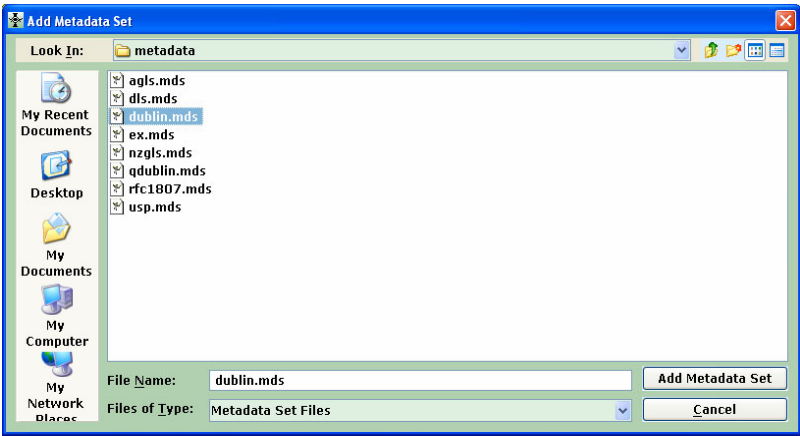 Add Metadata Set
Look In: metadata
My Recent
Documents
Desktop
My
Documents
My
Computer
My
Network
Places
agls.mds
dls.mds
dublin.mds
ex.mds
nzgls.mds
qdublin.mds
rfc1807.mds
usp.mds
File Name: dublin.mds Add Metadata Set
Files of Type: Metadata Set Files Cancel